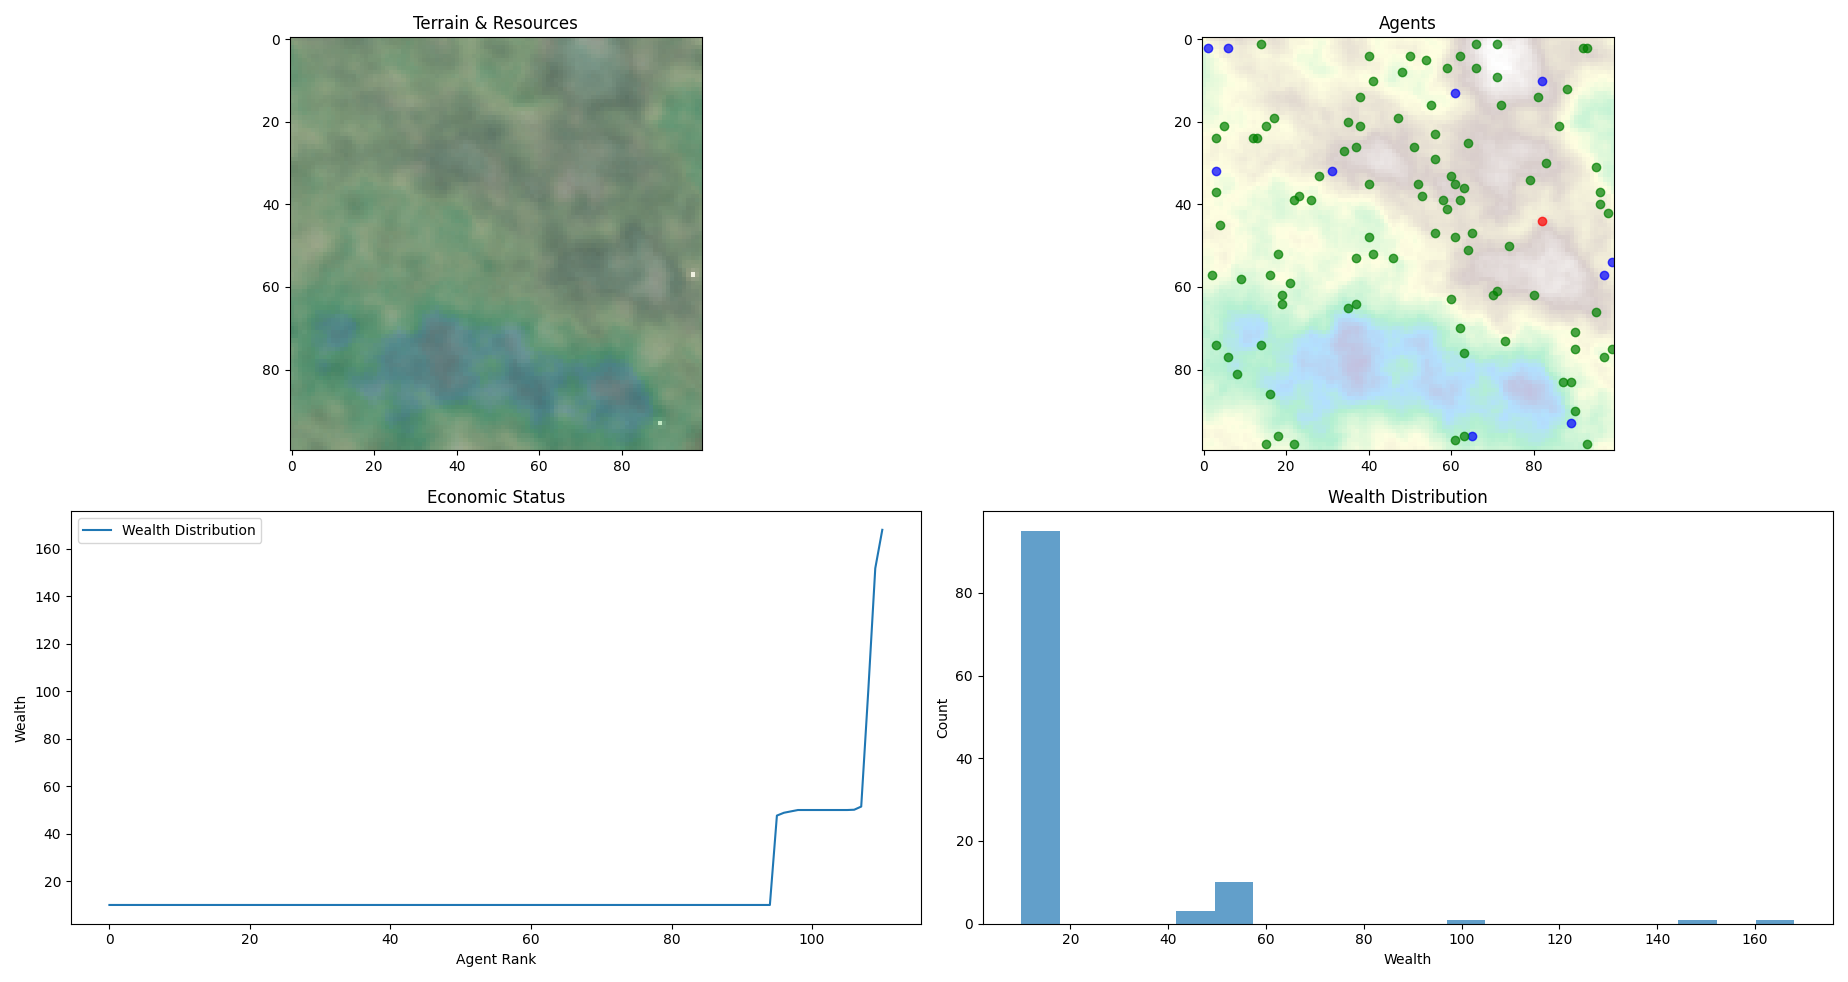 Terrain & Resources
0
20
40
60
80
0 20 40 60 80
Agents
0
20
40
60
80
0 20 40 60 80
Economic Status
Wealth Distribution
160
140
120
100
80
60
40
20
Wealth
0 20 40 60 80 100
Agent Rank
Wealth Distribution
80
60
40
20
0
Count
20 40 60 80 100 120 140 160
Wealth